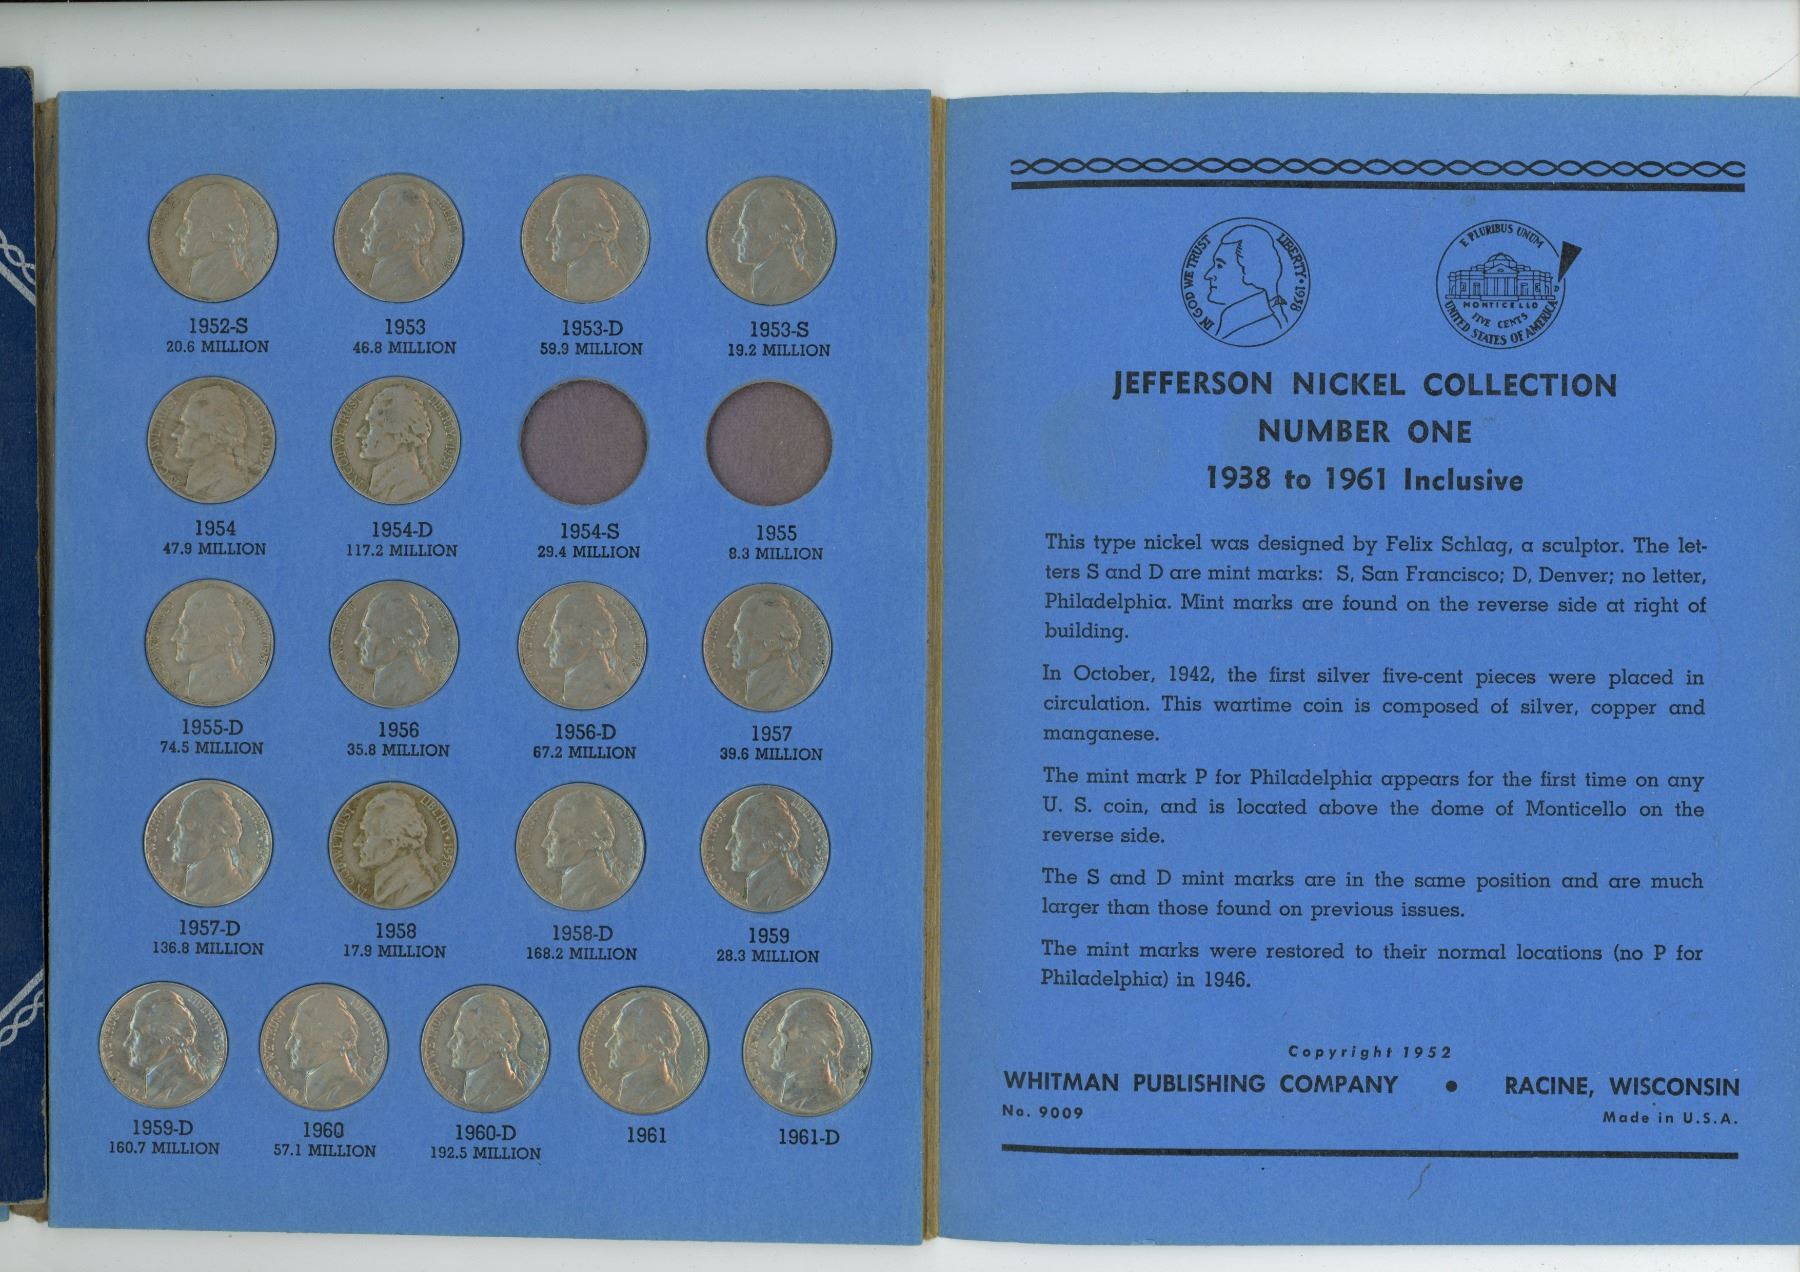 1952-S
20.6 MILLION
1953
46.8 MILLION
1953-D
59.9 MILLION
1953-S
19.2 MILLION
1954
47.9 MILLION
1954-D
117.2 MILLION
1954-S
29.4 MILLION
1955
8.3 MILLION
1955-D
74.5 MILLION
1956
35.8 MILLION
1956-D
67.2 MILLION
1957
39.6 MILLION
1957-D
136.8 MILLION
1958
17.9 MILLION
1958-D
168.2 MILLION
1959
28.3 MILLION
1959-D
160.7 MILLION
1960
57.1 MILLION
1960-D
192.5 MILLION
1961
1961-D
IN GOD WE TRUST
LIBERTY • 1938
E PLURIBUS UNUM
MONTICELLO
FIVE CENTS
UNITED STATES OF AMERICA
D
JEFFERSON NICKEL COLLECTION
NUMBER ONE
1938 to 1961 Inclusive
This type nickel was designed by Felix Schlag, a sculptor. The let-
ters S and D are mint marks: S, San Francisco; D, Denver; no letter,
Philadelphia. Mint marks are found on the reverse side at right of
building.
In October, 1942, the first silver five-cent pieces were placed in
circulation. This wartime coin is composed of silver, copper and
manganese.
The mint mark P for Philadelphia appears for the first time on any
U. S. coin, and is located above the dome of Monticello on the
reverse side.
The S and D mint marks are in the same position and are much
larger than those found on previous issues.
The mint marks were restored to their normal locations (no P for
Philadelphia) in 1946.
Copyright 1952
WHITMAN PUBLISHING COMPANY • RACINE, WISCONSIN
No. 9009
Made in U.S.A.